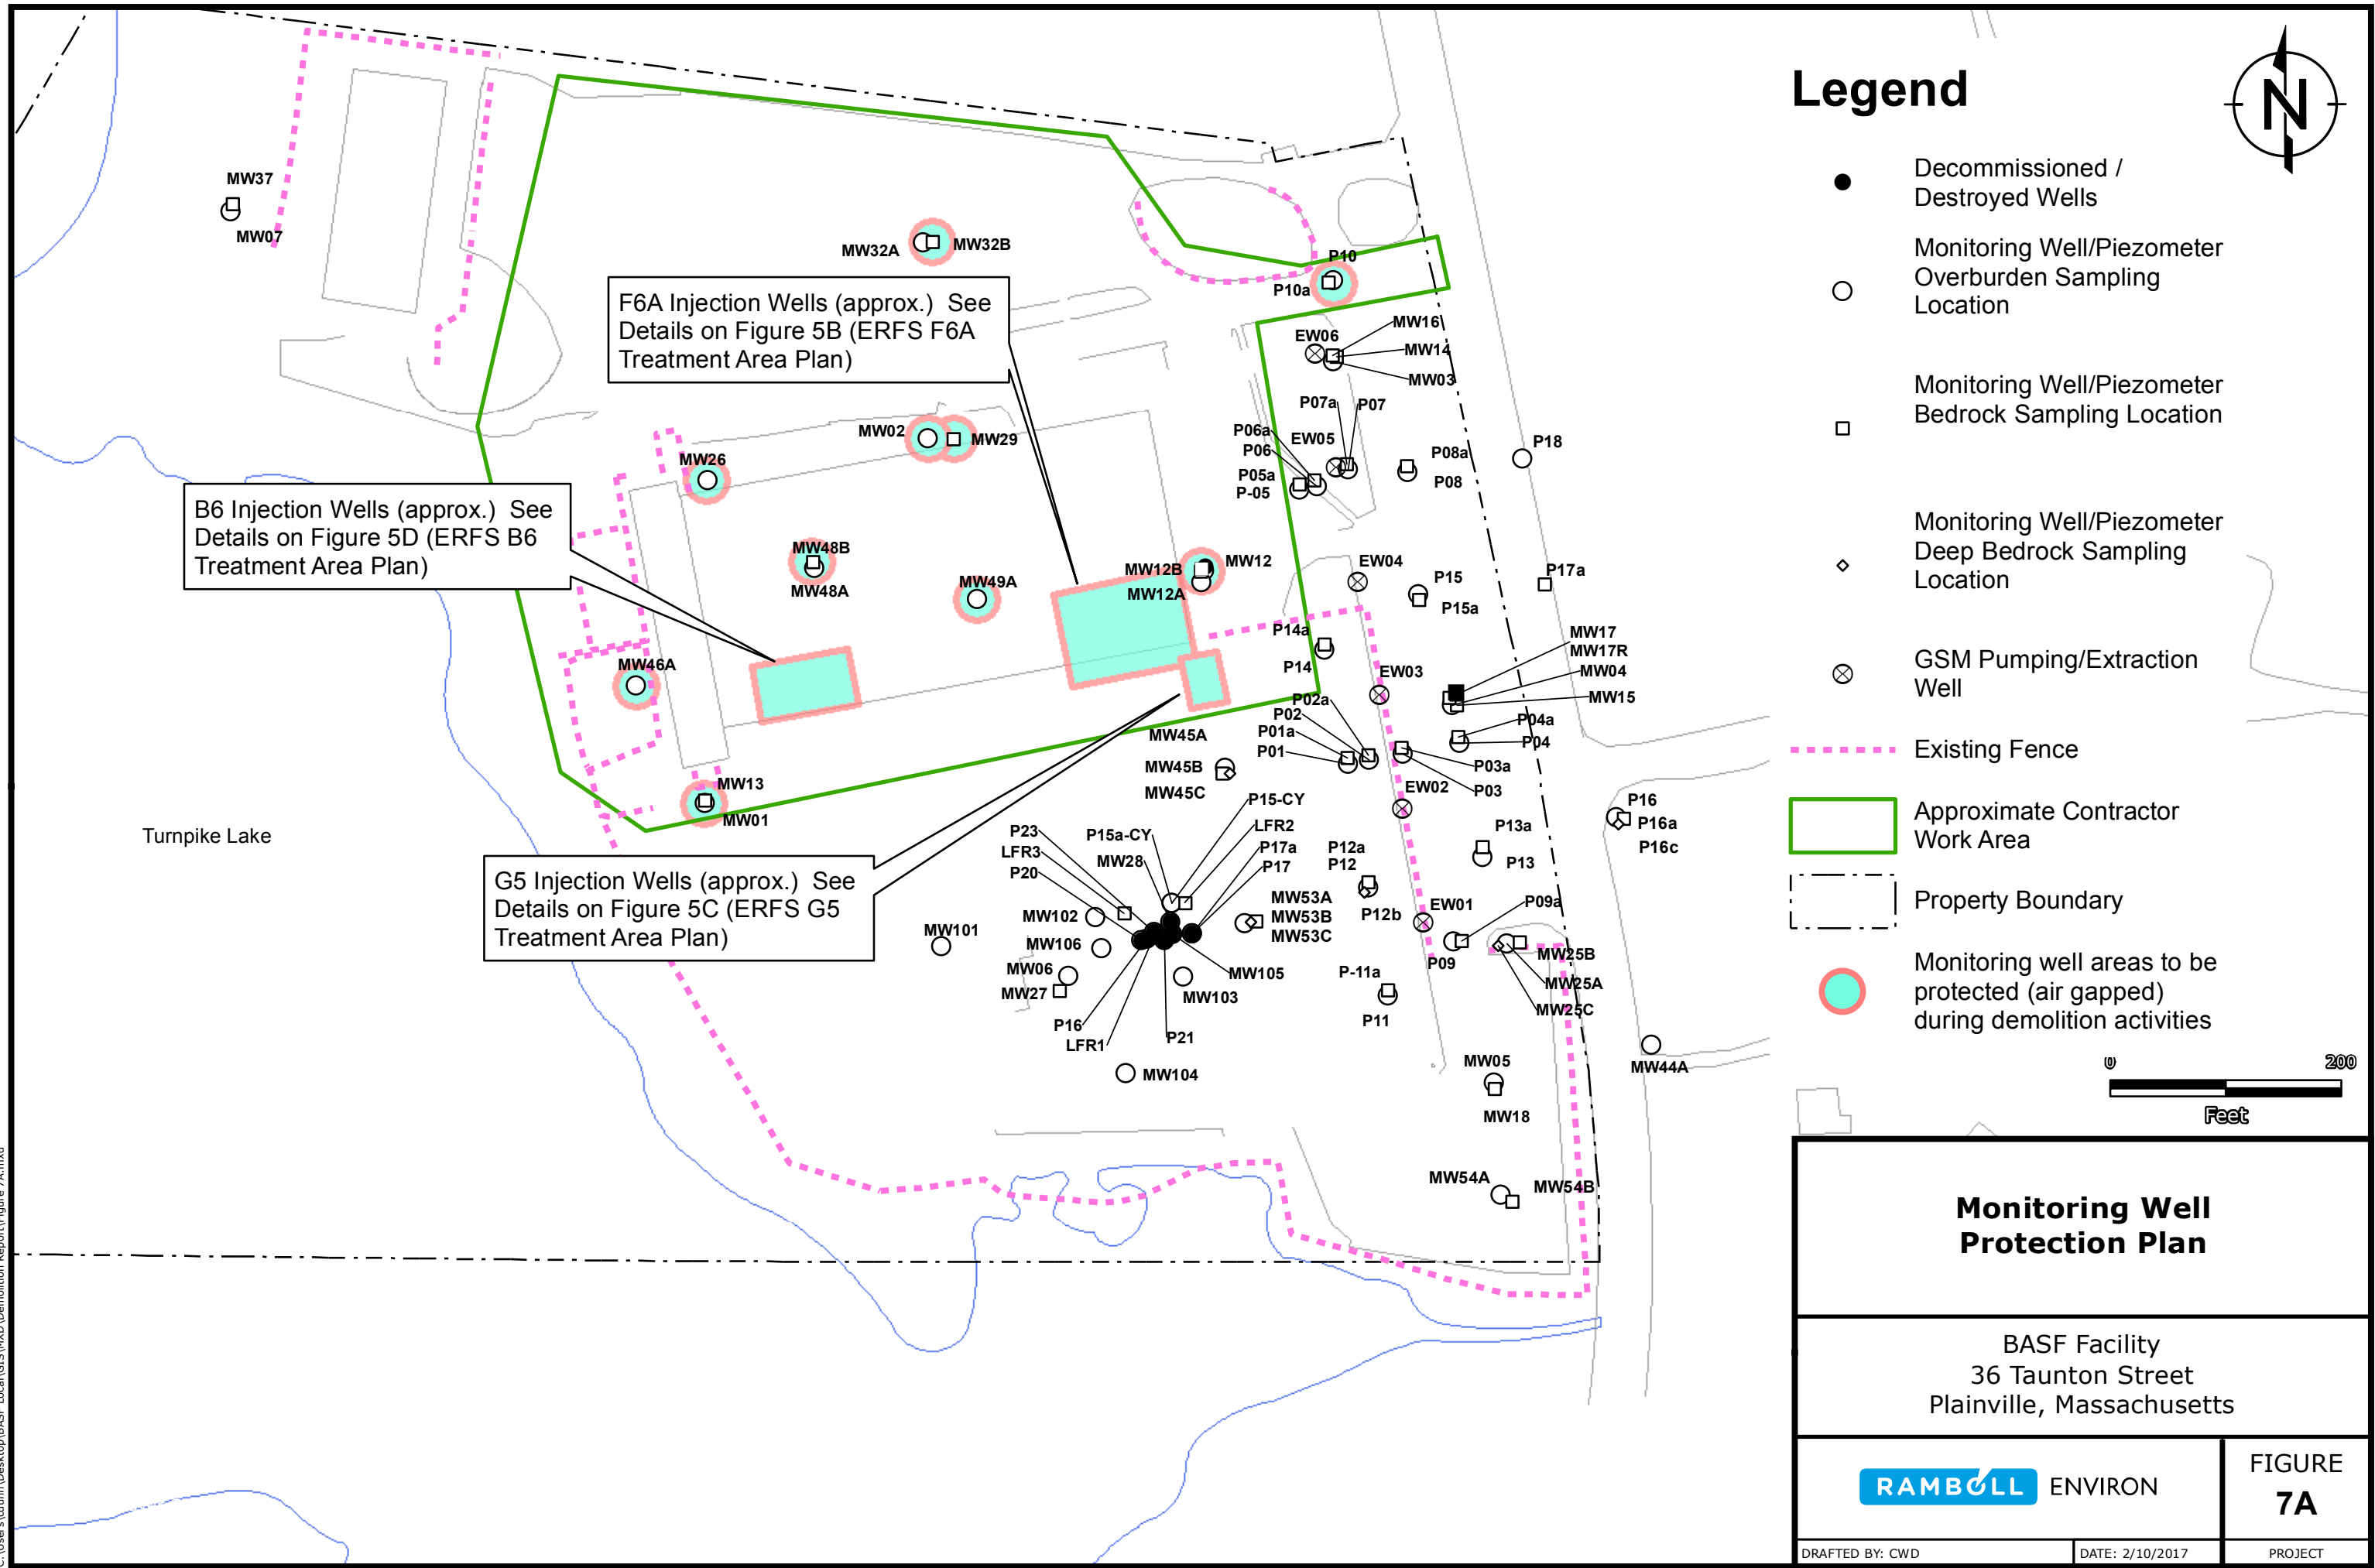 MW37
MW07
MW32A
MW32B
F6A Injection Wells (approx.)  See
Details on Figure 5B (ERFS F6A
Treatment Area Plan)
P10
P10a
EW06
MW16
MW14
MW03
P07a
P07
P06a
EW05
P06
P05a
P-05
P08a
P08
P18
MW02
MW29
MW26
B6 Injection Wells (approx.)  See
Details on Figure 5D (ERFS B6
Treatment Area Plan)
MW48B
MW48A
MW49A
MW12B
MW12
MW12A
EW04
P15
P15a
P17a
P14a
P14
MW17
MW17R
MW04
MW15
EW03
MW46A
P02a
P02
P01a
P01
P04a
P04
P03a
P03
EW02
MW45A
MW45B
MW45C
MW13
MW01
Turnpike Lake
G5 Injection Wells (approx.)  See
Details on Figure 5C (ERFS G5
Treatment Area Plan)
P15-CY
P23
P15a-CY
LFR2
LFR3
MW28
P17a
P20
P17
P12a
P12
P12b
P13a
P13
P16
P16a
P16c
MW102
MW53A
MW53B
MW53C
MW101
MW106
EW01
P09a
P09
MW06
MW27
MW105
MW103
P-11a
P11
MW25B
MW25A
MW25C
P16
LFR1
P21
MW104
MW05
MW18
MW44A
MW54A
MW54B
Legend
N
Decommissioned /
Destroyed Wells
Monitoring Well/Piezometer
Overburden Sampling
Location
Monitoring Well/Piezometer
Bedrock Sampling Location
Monitoring Well/Piezometer
Deep Bedrock Sampling
Location
GSM Pumping/Extraction
Well
Existing Fence
Approximate Contractor
Work Area
Property Boundary
Monitoring well areas to be
protected (air gapped)
during demolition activities
0 200
Feet
Monitoring Well
Protection Plan
BASF Facility
36 Taunton Street
Plainville, Massachusetts
RAMBOLL ENVIRON
FIGURE
7A
DRAFTED BY: CWD
DATE: 2/10/2017
PROJECT